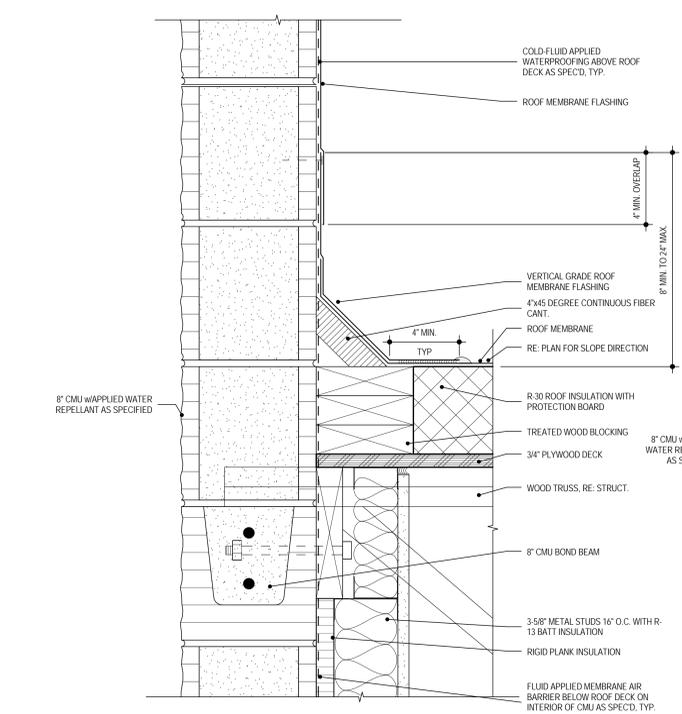 COLD-FLUID APPLIED
WATERPROOFING ABOVE ROOF
DECK AS SPEC'D, TYP.
ROOF MEMBRANE FLASHING
4" MIN. OVERLAP
8" MIN. TO 24" MAX.
VERTICAL GRADE ROOF
MEMBRANE FLASHING
4"x45 DEGREE CONTINUOUS FIBER
CANT.
4" MIN.
TYP
ROOF MEMBRANE
RE: PLAN FOR SLOPE DIRECTION
8" CMU w/APPLIED WATER
REPELLANT AS SPECIFIED
R-30 ROOF INSULATION WITH
PROTECTION BOARD
TREATED WOOD BLOCKING
8" CMU
WATER
AS
3/4" PLYWOOD DECK
WOOD TRUSS, RE: STRUCT.
8" CMU BOND BEAM
3-5/8" METAL STUDS 16" O.C. WITH R-
13 BATT INSULATION
RIGID PLANK INSULATION
FLUID APPLIED MEMBRANE AIR
BARRIER BELOW ROOF DECK ON
INTERIOR OF CMU AS SPEC'D, TYP.